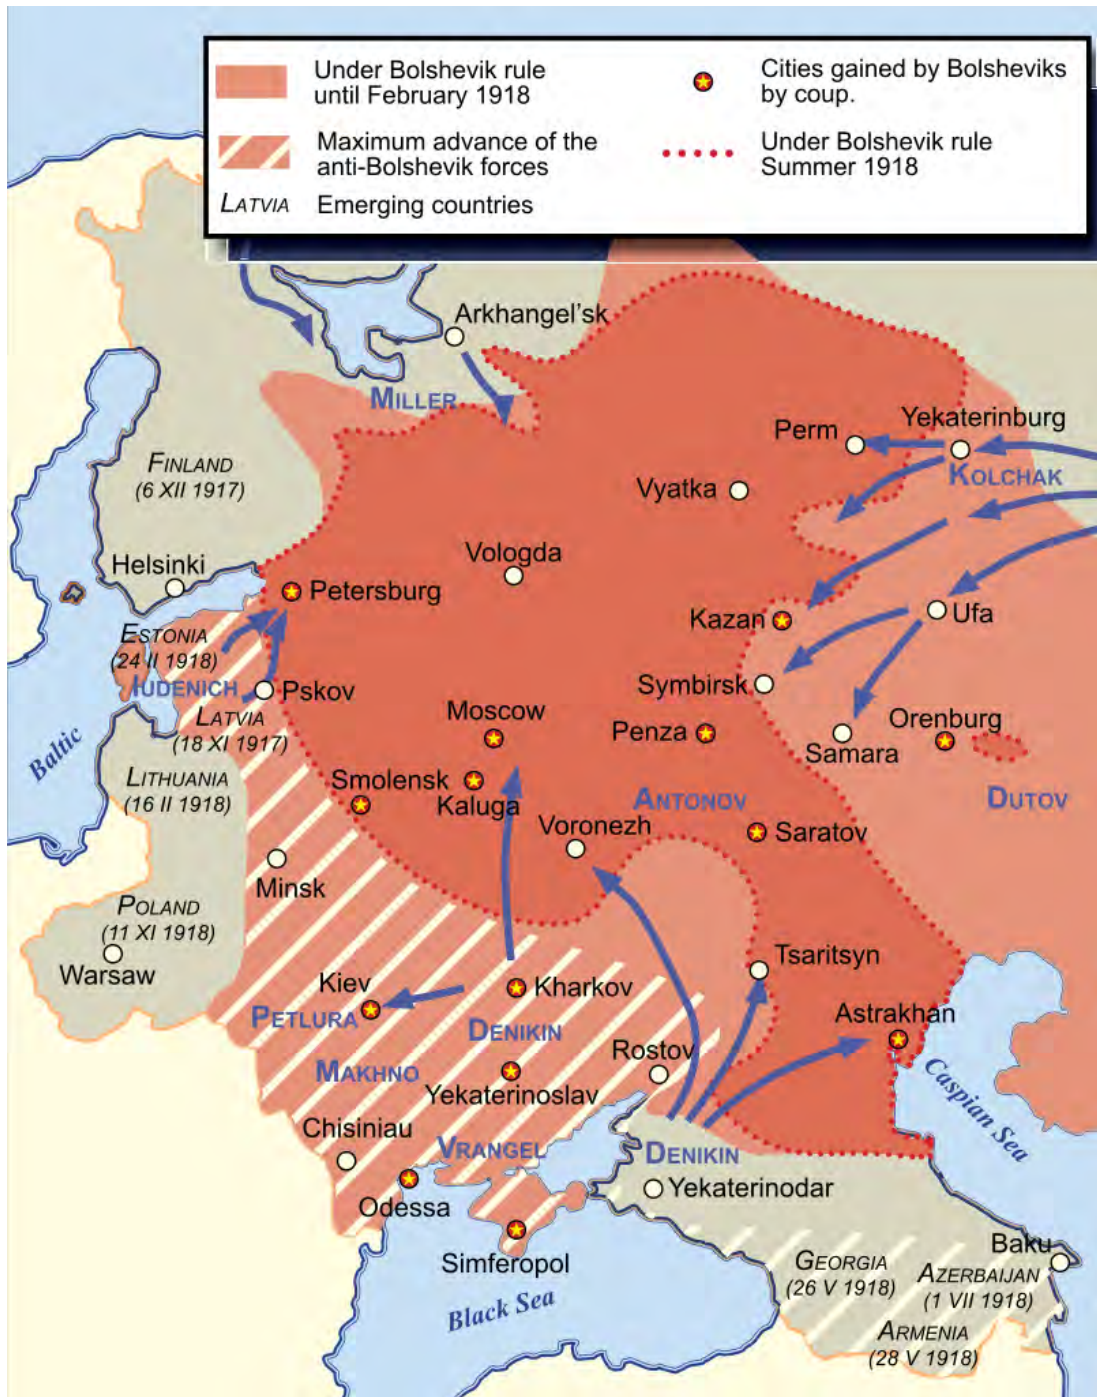 Under Bolshevik rule
until February 1918
Maximum advance of the
anti-Bolshevik forces
LATVIA Emerging countries
Cities gained by Bolsheviks
by coup.
Under Bolshevik rule
Summer 1918
Arkhangel'sk
MILLER
Perm
Yekaterinburg
KOLCHAK
FINLAND
(6 XII 1917)
Vyatka
Helsinki
Vologda
Petersburg
Kazan
Ufa
ESTONIA
(24 II 1918)
IUDENICH
Pskov
Symbirsk
LATVIA
(18 XI 1917)
Moscow
Penza
Orenburg
Samara
Baltic
LITHUANIA
(16 II 1918)
Smolensk
Kaluga
ANTONOV
DUTOV
Voronezh
Saratov
Minsk
POLAND
(11 XI 1918)
Warsaw
Tsaritsyn
Kiev
Kharkov
PETLURA
DENIKIN
Astrakhan
Rostov
MAKHNO
Yekaterinoslav
Caspian Sea
Chisiniau
VRANGEL
DENIKIN
Odessa
Yekaterinodar
Simferopol
Baku
GEORGIA
(26 V 1918)
AZERBAIJAN
(1 VII 1918)
Black Sea
ARMENIA
(28 V 1918)